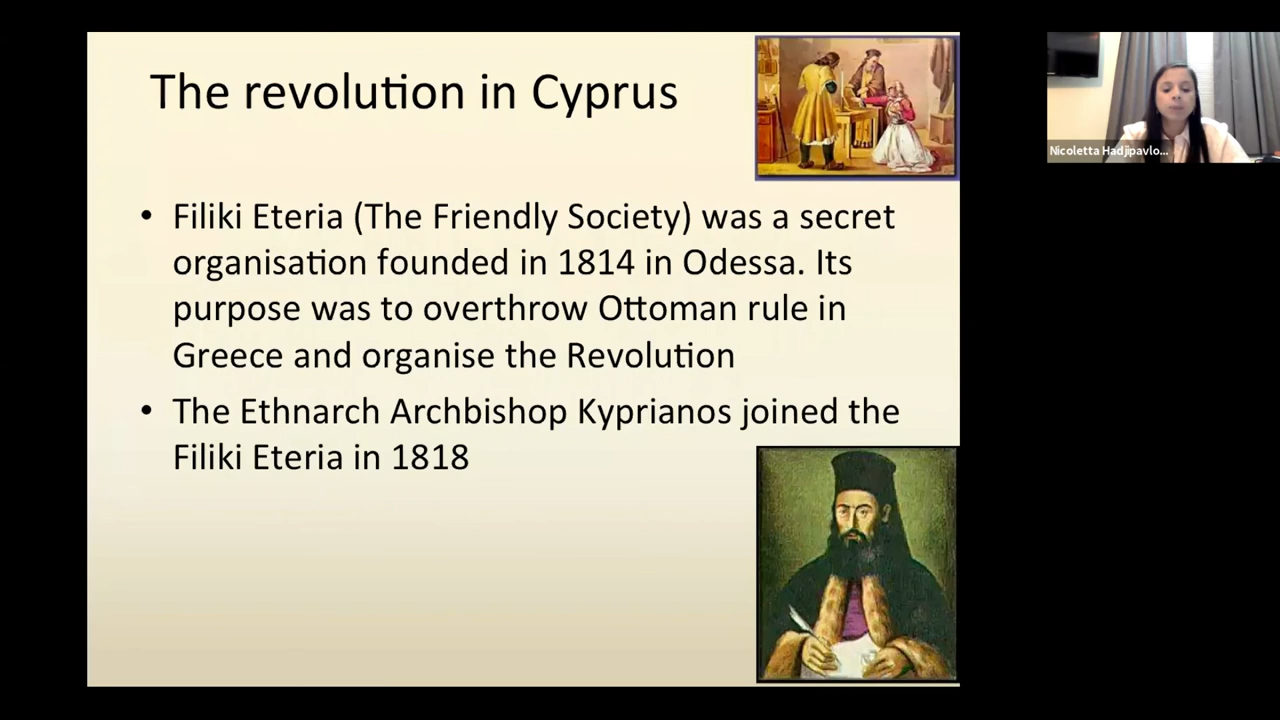 The revolution in Cyprus
• Filiki Eteria (The Friendly Society) was a secret
organisation founded in 1814 in Odessa. Its
purpose was to overthrow Ottoman rule in
Greece and organise the Revolution
• The Ethnarch Archbishop Kyprianos joined the
Filiki Eteria in 1818
Nicoletta Hadjipavlo...